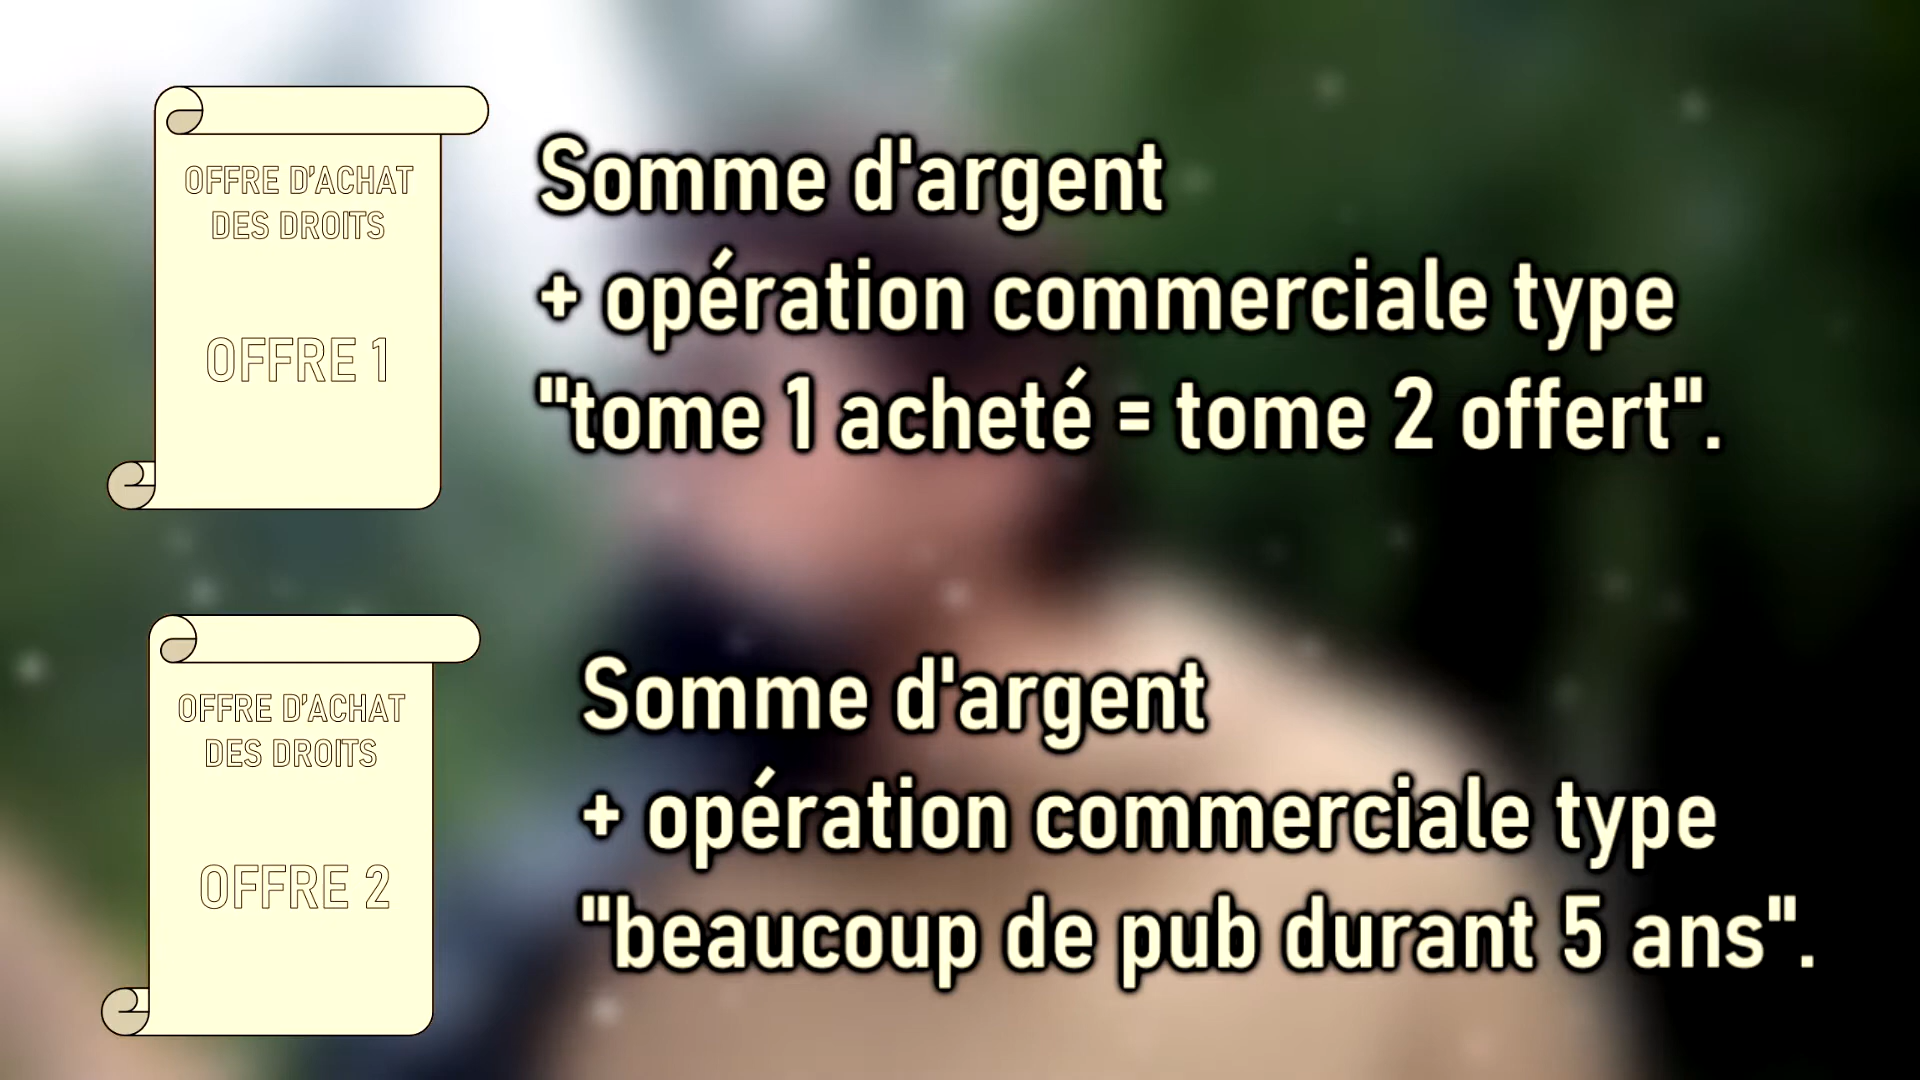 OFFRE D'ACHAT
DES DROITS
OFFRE 1
Somme d'argent
+ opération commerciale type
"tome 1 acheté = tome 2 offert".
OFFRE D'ACHAT
DES DROITS
OFFRE 2
Somme d'argent
+ opération commerciale type
"beaucoup de pub durant 5 ans".